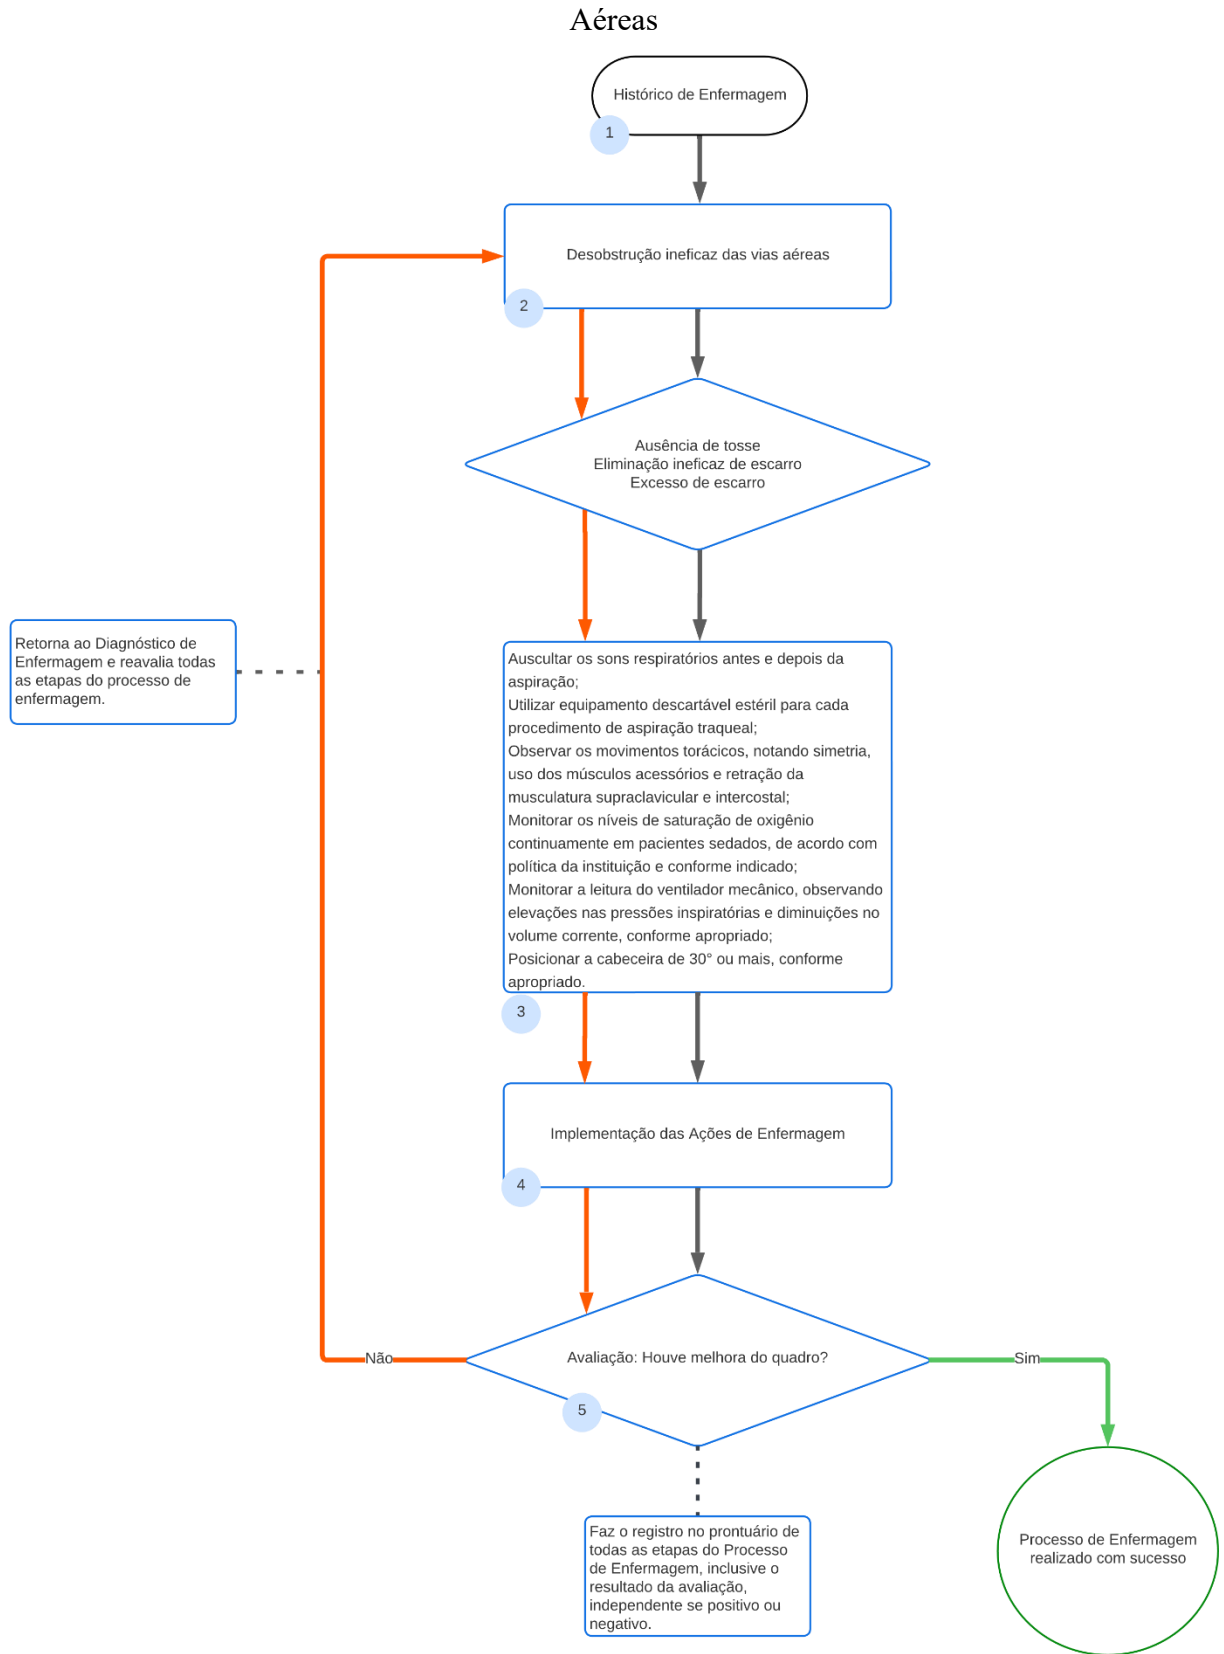 Aéreas
Histórico de Enfermagem
1
Desobstrução ineficaz das vias aéreas
2
Ausência de tosse
Eliminação ineficaz de escarro
Excesso de escarro
Retorna ao Diagnóstico de
Enfermagem e reavalia todas
as etapas do processo de
enfermagem.
Auscultar os sons respiratórios antes e depois da
aspiração;
Utilizar equipamento descartável estéril para cada
procedimento de aspiração traqueal;
Observar os movimentos torácicos, notando simetria,
uso dos músculos acessórios e retração da
musculatura supraclavicular e intercostal;
Monitorar os níveis de saturação de oxigênio
continuamente em pacientes sedados, de acordo com
política da instituição e conforme indicado;
Monitorar a leitura do ventilador mecânico, observando
elevações nas pressões inspiratórias e diminuições no
volume corrente, conforme apropriado;
Posicionar a cabeceira de 30° ou mais, conforme
apropriado.
3
Implementação das Ações de Enfermagem
4
Não
Avaliação: Houve melhora do quadro?
Sim
5
Faz o registro no prontuário de
todas as etapas do Processo
de Enfermagem, inclusive o
resultado da avaliação,
independente se positivo ou
negativo.
Processo de Enfermagem
realizado com sucesso